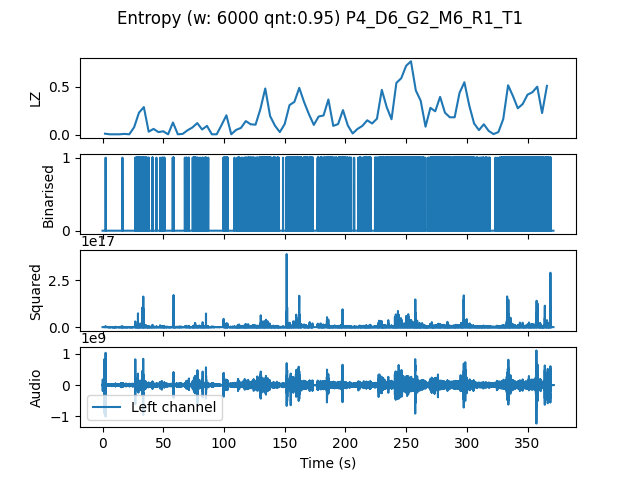 Entropy (w: 6000 qnt:0.95) P4_D6_G2_M6_R1_T1
LZ
0.5
0.0
Binarised
1
0
1e17
Squared
2.5
0.0
1e9
Audio
1
0
−1
Left channel
0 50 100 150 200 250 300 350
Time (s)